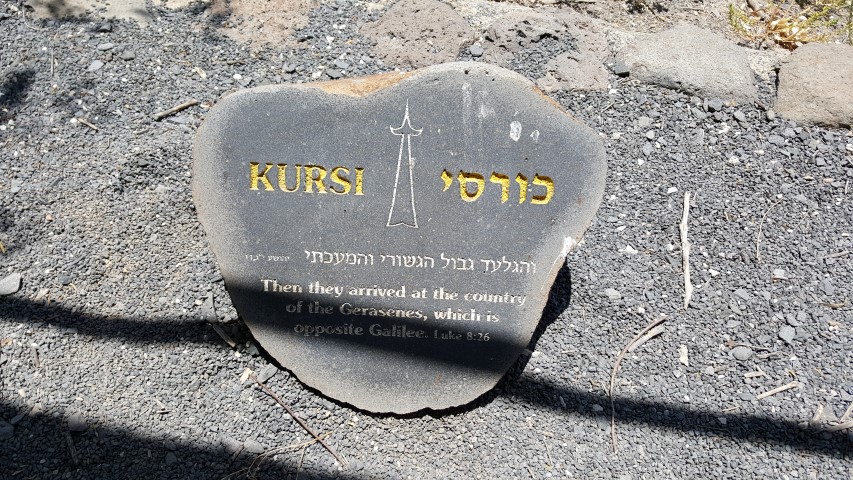 KURSI כורסי
והגלעד גבול הגשורי והמעכתי יהושע י״ג,י״א
Then they arrived at the country
of the Gerasenes, which is
opposite Galilee. Luke 8:26